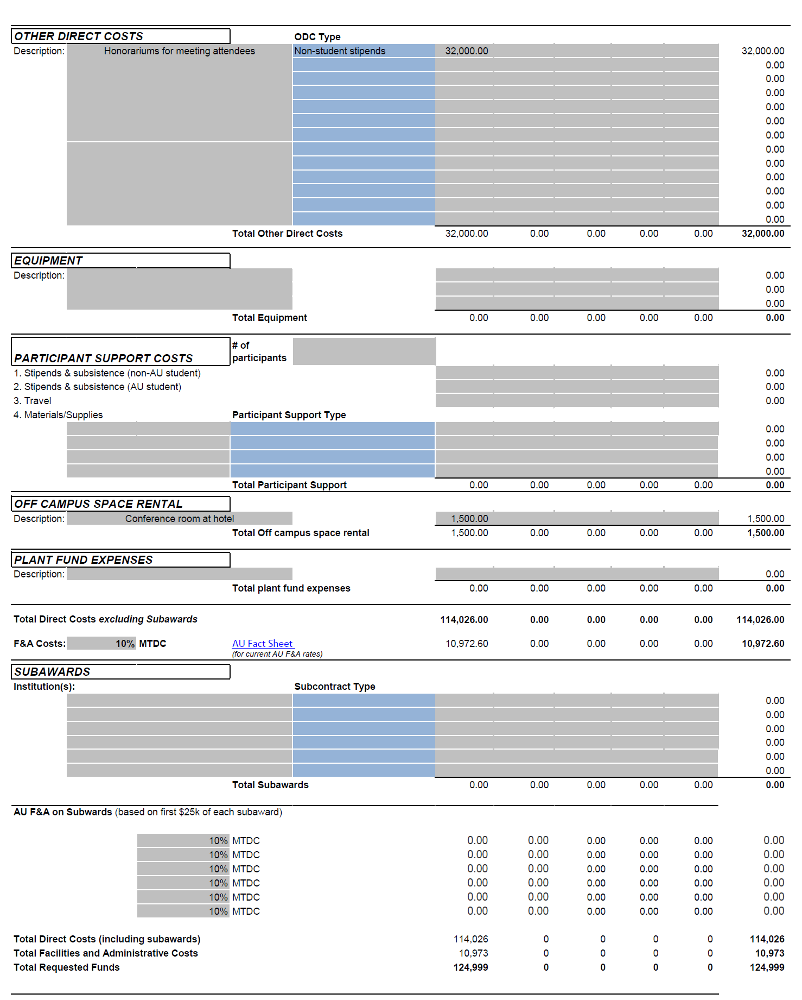 OTHER DIRECT COSTS ODC Type
Description: Honorariums for meeting attendees Non-student stipends 32,000.00 32,000.00
0.00
0.00
0.00
0.00
0.00
0.00
0.00
0.00
0.00
0.00
0.00
0.00
Total Other Direct Costs 32,000.00 0.00 0.00 0.00 0.00 32,000.00
EQUIPMENT
Description: 0.00
0.00
0.00
Total Equipment 0.00 0.00 0.00 0.00 0.00 0.00
# of
PARTICIPANT SUPPORT COSTS participants
1. Stipends & subsistence (non-AU student) 0.00
2. Stipends & subsistence (AU student) 0.00
3. Travel 0.00
4. Materials/Supplies Participant Support Type
0.00
0.00
0.00
0.00
Total Participant Support 0.00 0.00 0.00 0.00 0.00 0.00
OFF CAMPUS SPACE RENTAL
Description: Conference room at hotel 1,500.00 1,500.00
Total Off campus space rental 1,500.00 0.00 0.00 0.00 0.00 1,500.00
PLANT FUND EXPENSES
Description: 0.00
Total plant fund expenses 0.00 0.00 0.00 0.00 0.00 0.00
Total Direct Costs excluding Subawards 114,026.00 0.00 0.00 0.00 0.00 114,026.00
F&A Costs: 10% MTDC AU Fact Sheet 10,972.60 0.00 0.00 0.00 0.00 10,972.60
(for current AU F&A rates)
SUBAWARDS
Institution(s): Subcontract Type
0.00
0.00
0.00
0.00
0.00
0.00
Total Subawards 0.00 0.00 0.00 0.00 0.00 0.00
AU F&A on Subwards (based on first $25k of each subaward)
10% MTDC 0.00 0.00 0.00 0.00 0.00 0.00
10% MTDC 0.00 0.00 0.00 0.00 0.00 0.00
10% MTDC 0.00 0.00 0.00 0.00 0.00 0.00
10% MTDC 0.00 0.00 0.00 0.00 0.00 0.00
10% MTDC 0.00 0.00 0.00 0.00 0.00 0.00
10% MTDC 0.00 0.00 0.00 0.00 0.00 0.00
Total Direct Costs (including subawards) 114,026 0 0 0 0 114,026
Total Facilities and Administrative Costs 10,973 0 0 0 0 10,973
Total Requested Funds 124,999 0 0 0 0 124,999